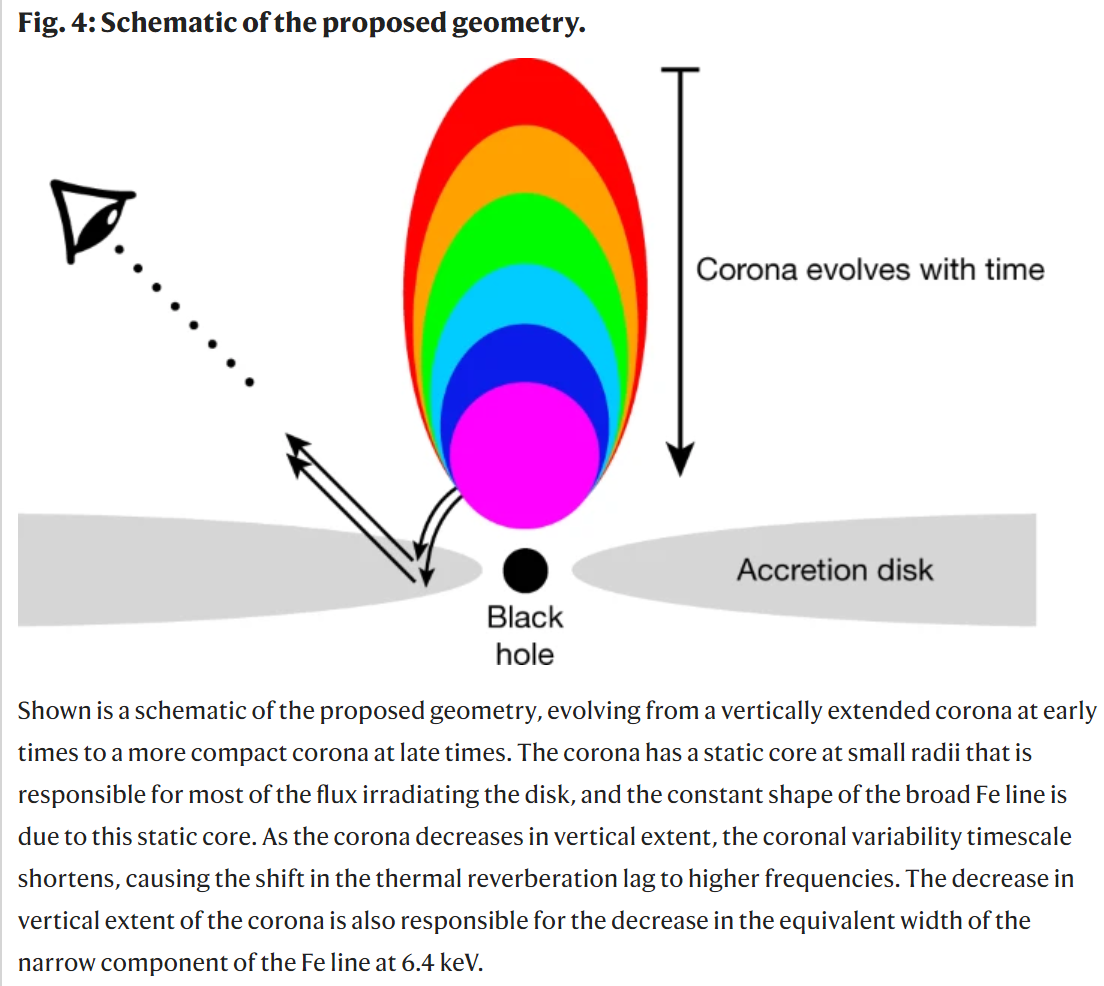 Fig. 4: Schematic of the proposed geometry.
Corona evolves with time
Accretion disk
Black
hole
Shown is a schematic of the proposed geometry, evolving from a vertically extended corona at early
times to a more compact corona at late times. The corona has a static core at small radii that is
responsible for most of the flux irradiating the disk, and the constant shape of the broad Fe line is
due to this static core. As the corona decreases in vertical extent, the coronal variability timescale
shortens, causing the shift in the thermal reverberation lag to higher frequencies. The decrease in
vertical extent of the corona is also responsible for the decrease in the equivalent width of the
narrow component of the Fe line at 6.4 keV.